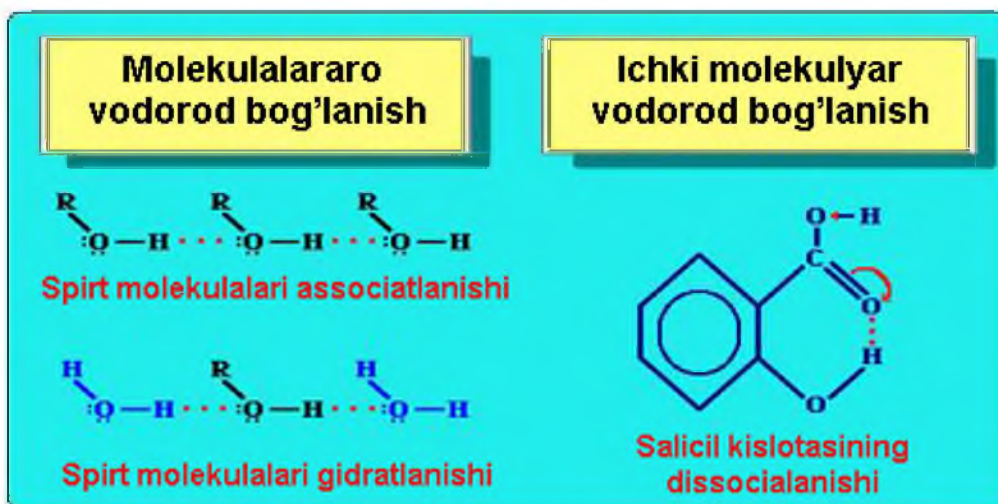 Molekulalararo
vodorod bog'lanish
Ichki molekulyar
vodorod bog'lanish
R R R
:O—H····:O—H····:O—H
Spirt molekulalari associatlanishi
H R H
:O—H····:O—H····:O—H
Spirt molekulalari gidratlanishi
O H
C
O
H
O
Salicil kislotasining
dissocialanishi